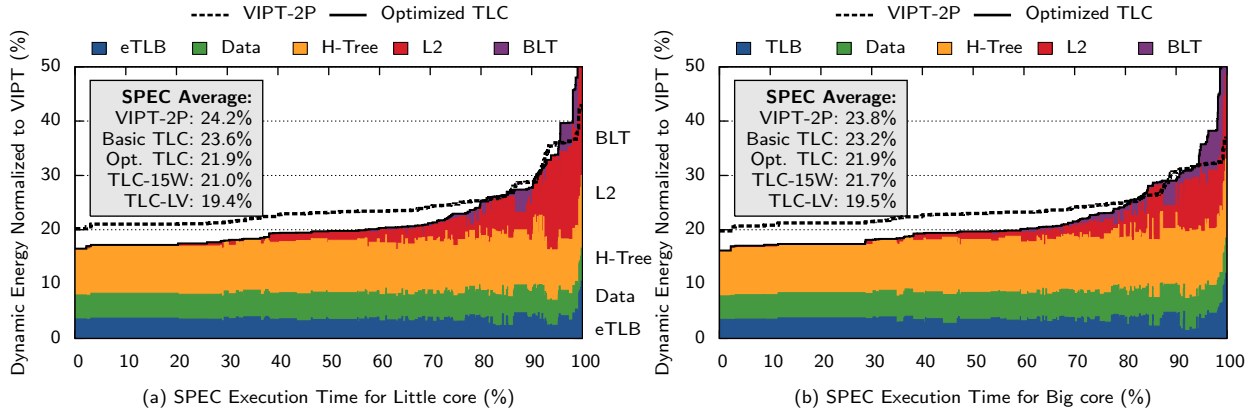 VIPT-2P Optimized TLC
eTLB Data H-Tree L2 BLT
Dynamic Energy Normalized to VIPT (%)
50
40
30
20
10
0
SPEC Average:
VIPT-2P: 24.2%
Basic TLC: 23.6%
Opt. TLC: 21.9%
TLC-15W: 21.0%
TLC-LV: 19.4%
BLT
L2
H-Tree
Data
eTLB
0 10 20 30 40 50 60 70 80 90 100
(a) SPEC Execution Time for Little core (%)
VIPT-2P Optimized TLC
TLB Data H-Tree L2 BLT
Dynamic Energy Normalized to VIPT (%)
50
40
30
20
10
0
SPEC Average:
VIPT-2P: 23.8%
Basic TLC: 23.2%
Opt. TLC: 21.9%
TLC-15W: 21.7%
TLC-LV: 19.5%
0 10 20 30 40 50 60 70 80 90 100
(b) SPEC Execution Time for Big core (%)